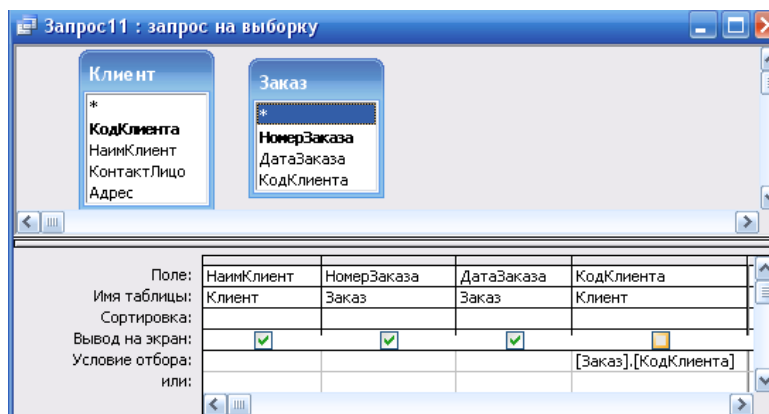 Запрос11 : запрос на выборку
Клиент
*
КодКлиента
НаимКлиент
КонтактЛицо
Адрес
Заказ
*
НомерЗаказа
ДатаЗаказа
КодКлиента
Поле: НаимКлиент НомерЗаказа ДатаЗаказа КодКлиента
Имя таблицы: Клиент Заказ Заказ Клиент
Сортировка:
Вывод на экран:
Условие отбора: [Заказ].[КодКлиента]
или: